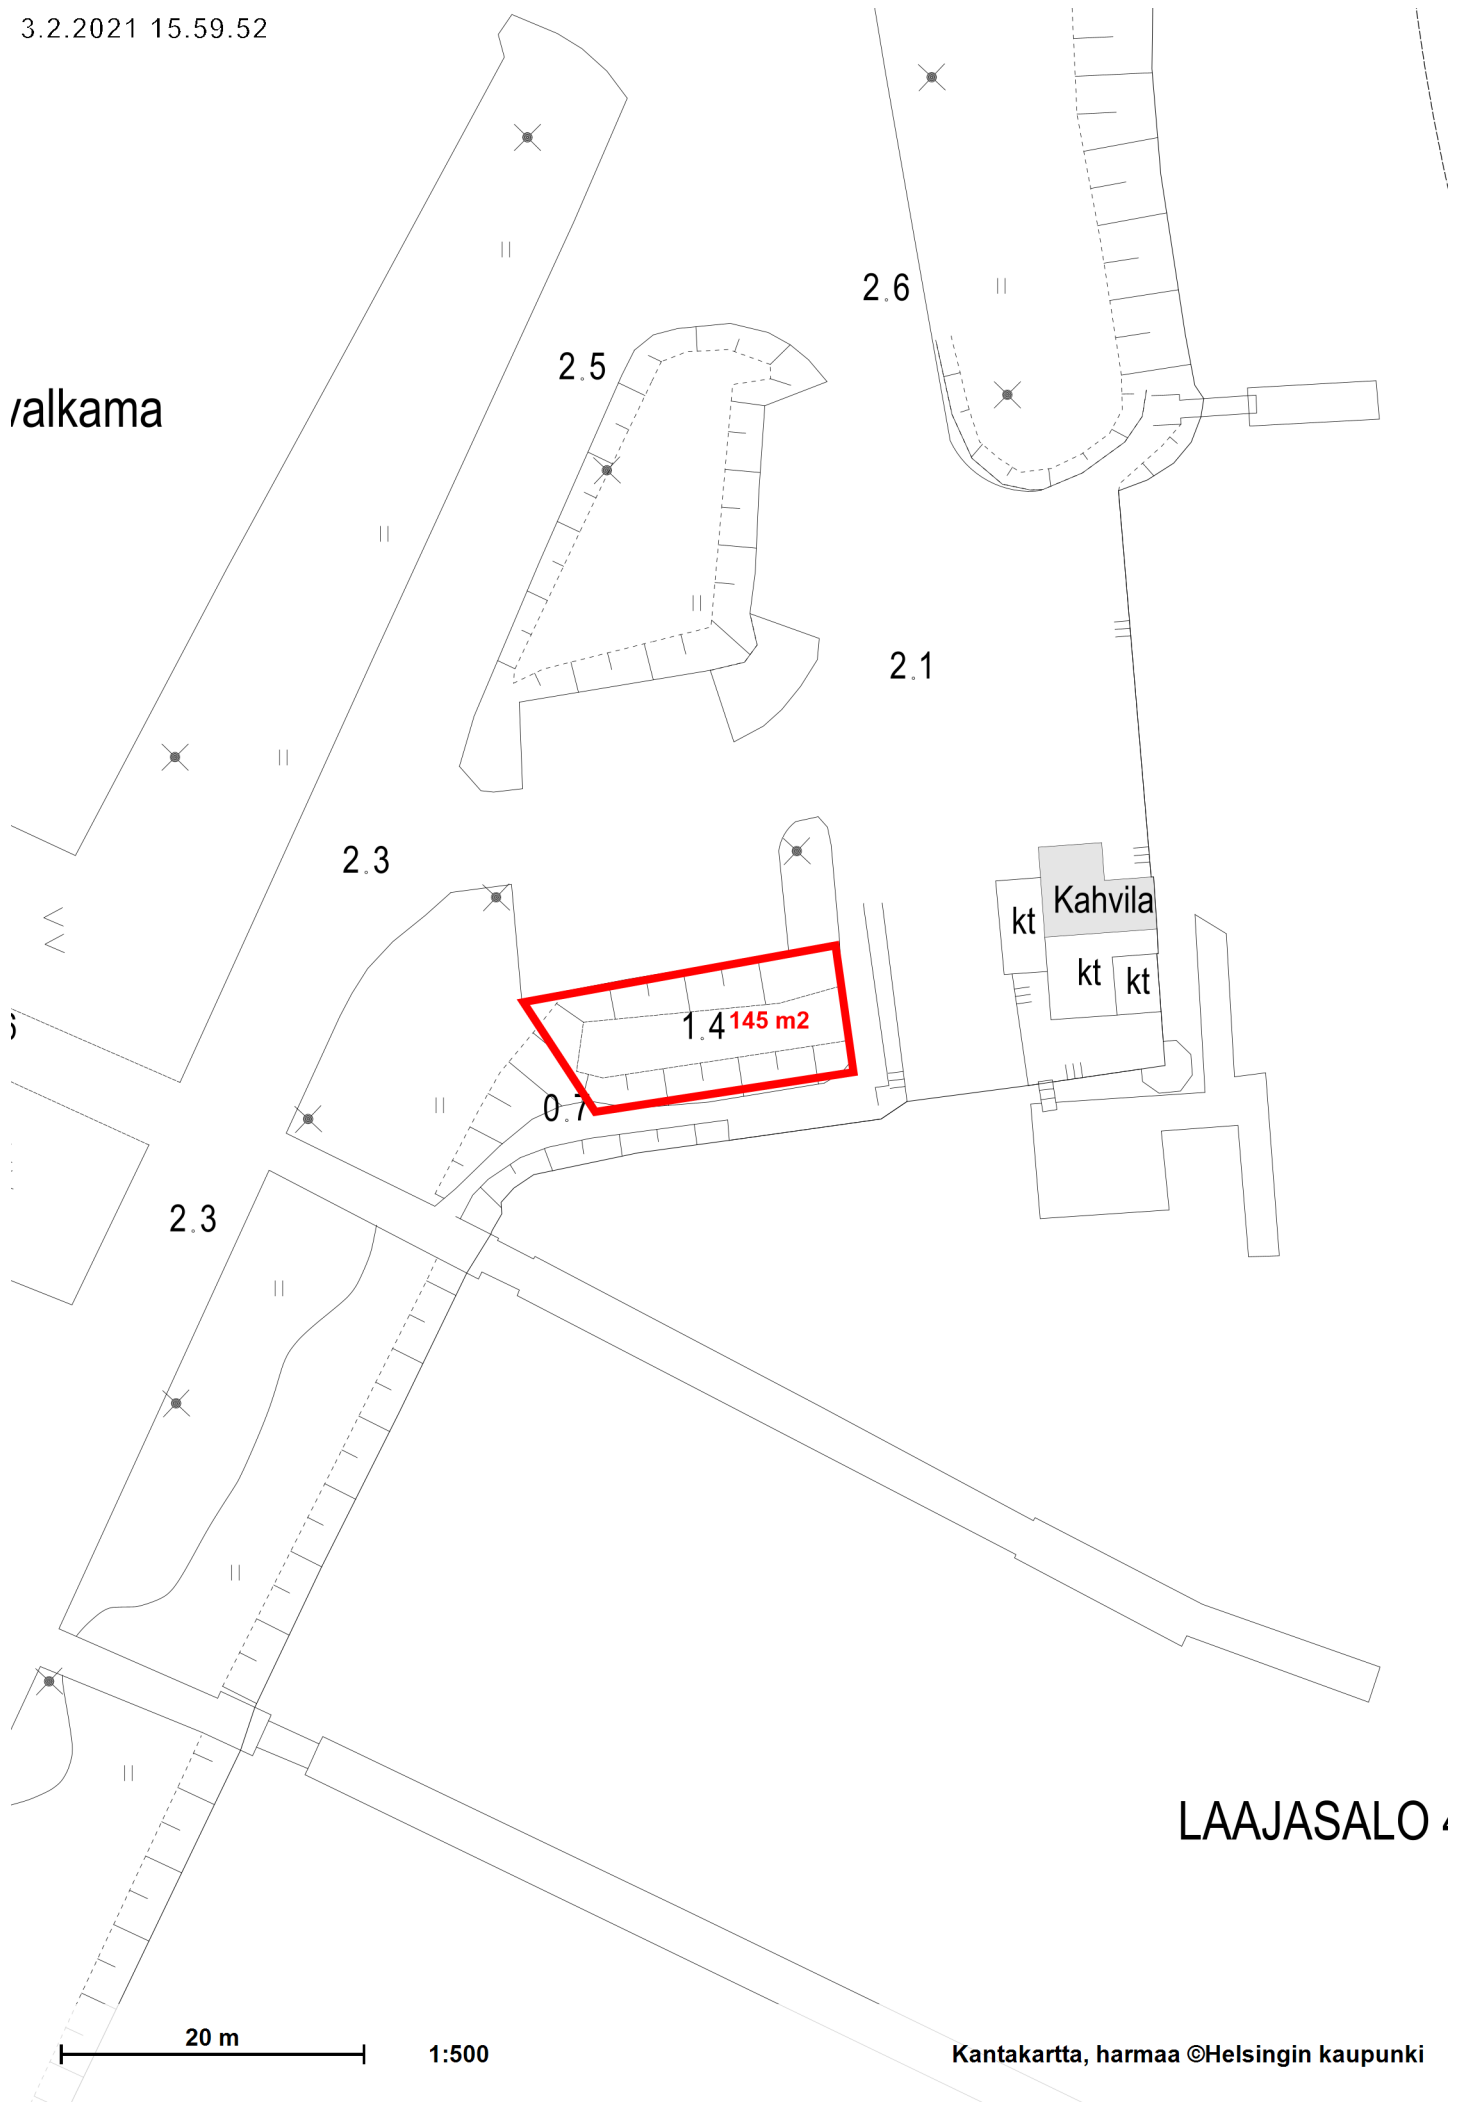 3.2.2021 15.59.52
2.6
2.5
valkama
2.1
2.3
Kahvila
kt
kt
kt
1.4 145 m2
0.7
2.3
LAAJASALO
20 m
1:500
Kantakartta, harmaa ©Helsingin kaupunki